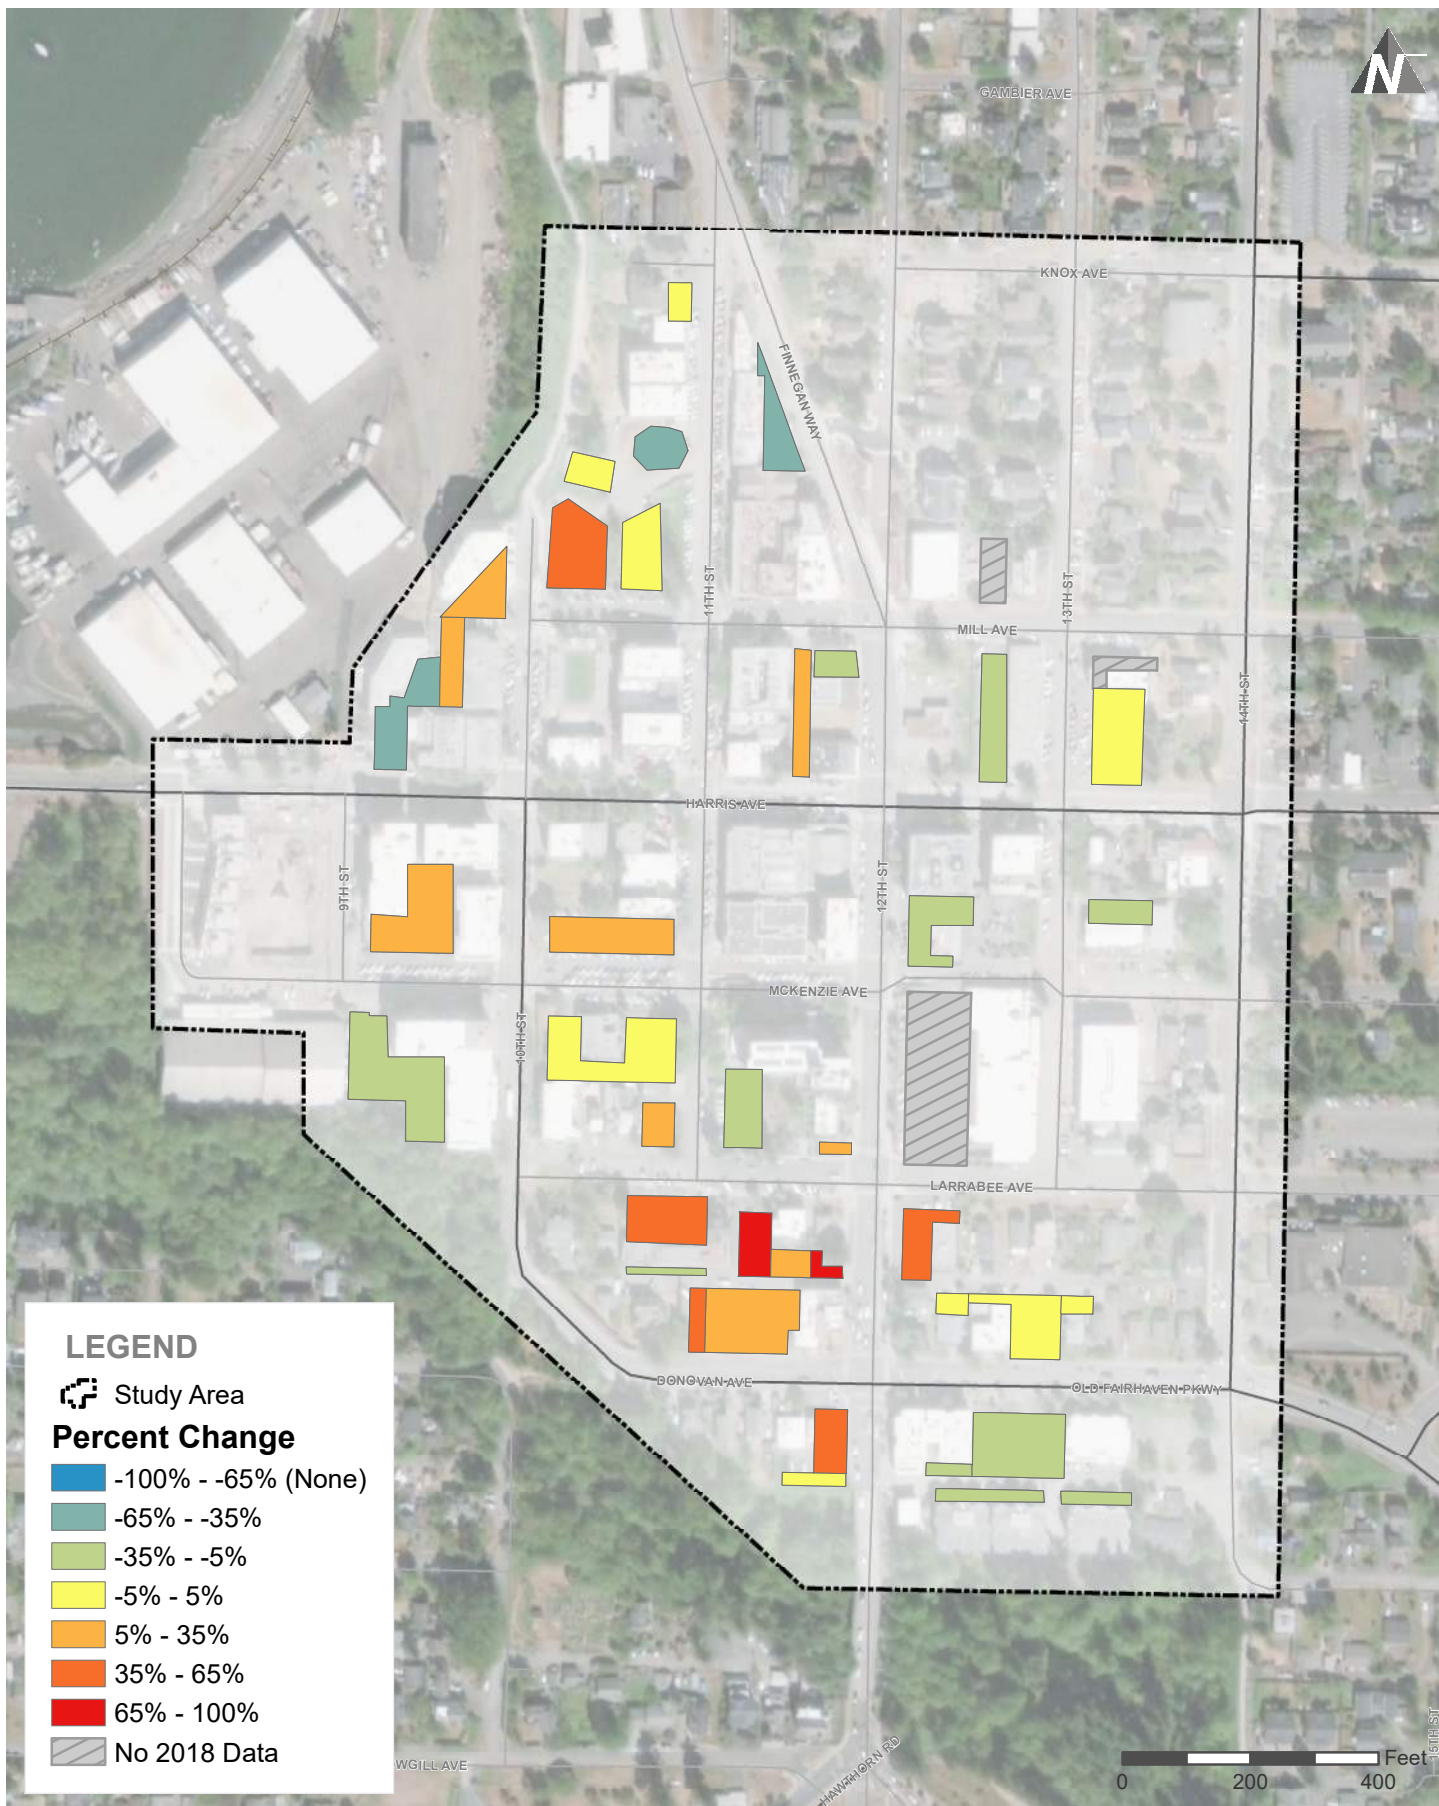 N
GAMBIER AVE
KNOX AVE
FINNEGAN WAY
11TH ST
13TH ST
MILL AVE
14TH ST
HARRIS AVE
9TH ST
12TH ST
MCKENZIE AVE
10TH ST
LARRABEE AVE
DONOVAN AVE
OLD FAIRHAVEN PKWY
LEGEND
Study Area
Percent Change
-100% - -65% (None)
-65% - -35%
-35% - -5%
-5% - 5%
5% - 35%
35% - 65%
65% - 100%
No 2018 Data
WGILL AVE
HAWTHORN RD
15TH ST
Feet
0 200 400